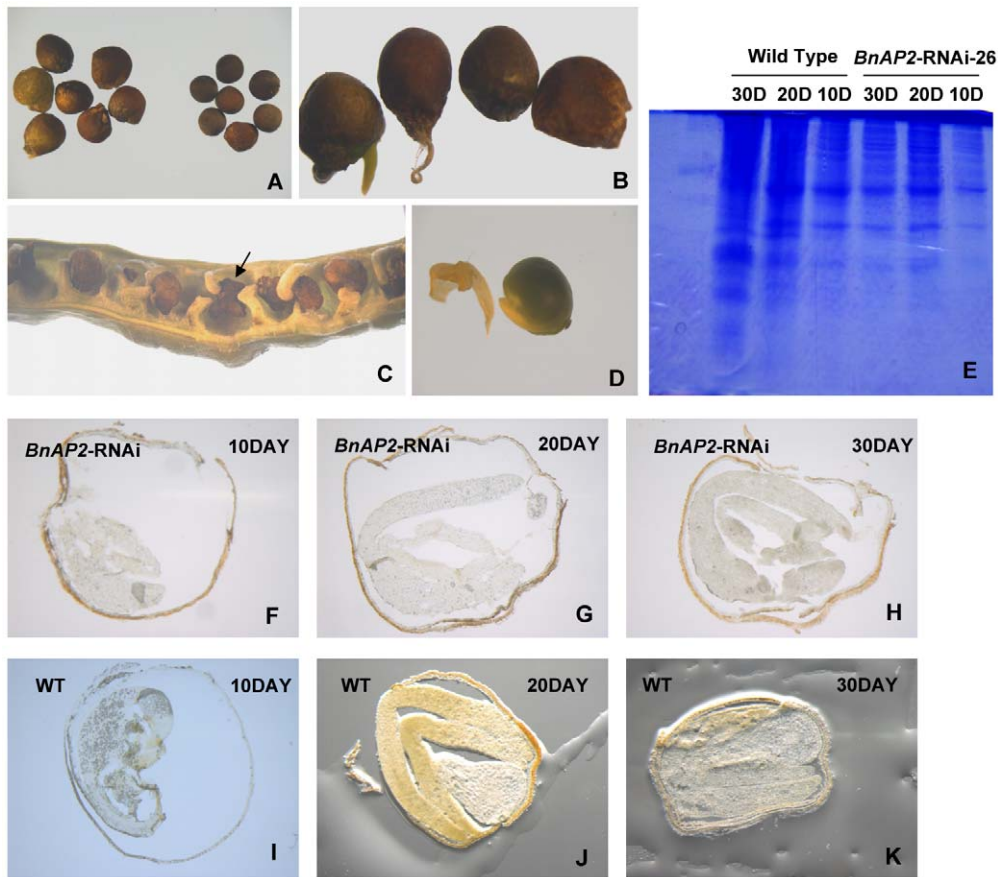 A
B
Wild Type BnAP2-RNAi-26
30D 20D 10D 30D 20D 10D
C
D
E
BnAP2-RNAi 10DAY
F
BnAP2-RNAi 20DAY
G
BnAP2-RNAi 30DAY
H
WT 10DAY
I
WT 20DAY
J
WT 30DAY
K